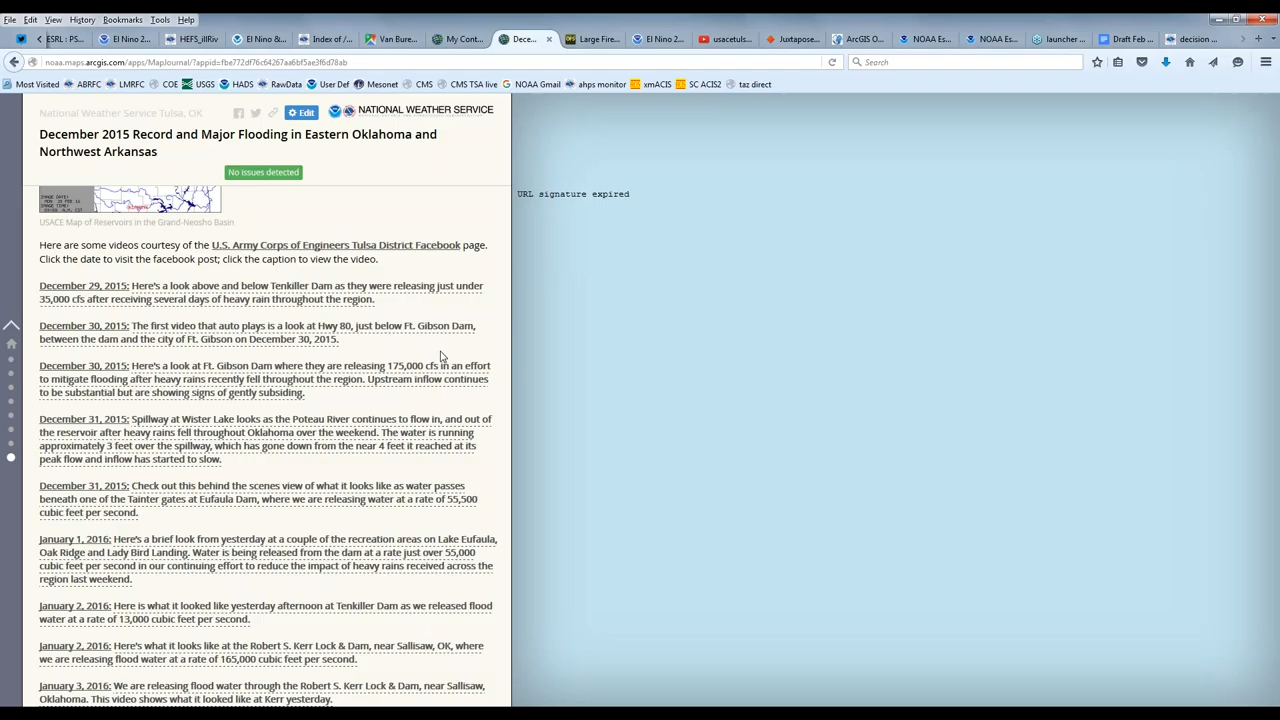 File Edit View History Bookmarks Tools Help
ESRL : PS... El Nino 2... HEFS_illRiv El Nino &... Index of /... Van Bure... My Cont... Dece... Large Fire... El Nino 2... usacetuls... Juxtapose... ArcGIS O... NOAA Es... NOAA Es... launcher ... Draft Feb ... decision ...
noaa.maps.arcgis.com/apps/MapJournal/?appid=fbe772df76c64267aa6bf5ae3f6d78ab
Search
Most Visited ABRFC LMRFC COE USGS HADS RawData User Def Mesonet CMS CMS TSA live NOAA Gmail ahps monitor xmACIS SC ACIS2 taz direct
National Weather Service Tulsa, OK
Edit
NATIONAL WEATHER SERVICE
December 2015 Record and Major Flooding in Eastern Oklahoma and
Northwest Arkansas
No issues detected
URL signature expired
USACE Map of Reservoirs in the Grand-Neosho Basin
Here are some videos courtesy of the U.S. Army Corps of Engineers Tulsa District Facebook page.
Click the date to visit the facebook post; click the caption to view the video.
December 29, 2015: Here's a look above and below Tenkiller Dam as they were releasing just under
35,000 cfs after receiving several days of heavy rain throughout the region.
December 30, 2015: The first video that auto plays is a look at Hwy 80, just below Ft. Gibson Dam,
between the dam and the city of Ft. Gibson on December 30, 2015.
December 30, 2015: Here's a look at Ft. Gibson Dam where they are releasing 175,000 cfs in an effort
to mitigate flooding after heavy rains recently fell throughout the region. Upstream inflow continues
to be substantial but are showing signs of gently subsiding.
December 31, 2015: Spillway at Wister Lake looks as the Poteau River continues to flow in, and out of
the reservoir after heavy rains fell throughout Oklahoma over the weekend. The water is running
approximately 3 feet over the spillway, which has gone down from the near 4 feet it reached at its
peak flow and inflow has started to slow.
December 31, 2015: Check out this behind the scenes view of what it looks like as water passes
beneath one of the Tainter gates at Eufaula Dam, where we are releasing water at a rate of 55,500
cubic feet per second.
January 1, 2016: Here's a brief look from yesterday at a couple of the recreation areas on Lake Eufaula,
Oak Ridge and Lady Bird Landing. Water is being released from the dam at a rate just over 55,000
cubic feet per second in our continuing effort to reduce the impact of heavy rains received across the
region last weekend.
January 2, 2016: Here is what it looked like yesterday afternoon at Tenkiller Dam as we released flood
water at a rate of 13,000 cubic feet per second.
January 2, 2016: Here's what it looks like at the Robert S. Kerr Lock & Dam, near Sallisaw, OK, where
we are releasing flood water at a rate of 165,000 cubic feet per second.
January 3, 2016: We are releasing flood water through the Robert S. Kerr Lock & Dam, near Sallisaw,
Oklahoma. This video shows what it looked like at Kerr yesterday.